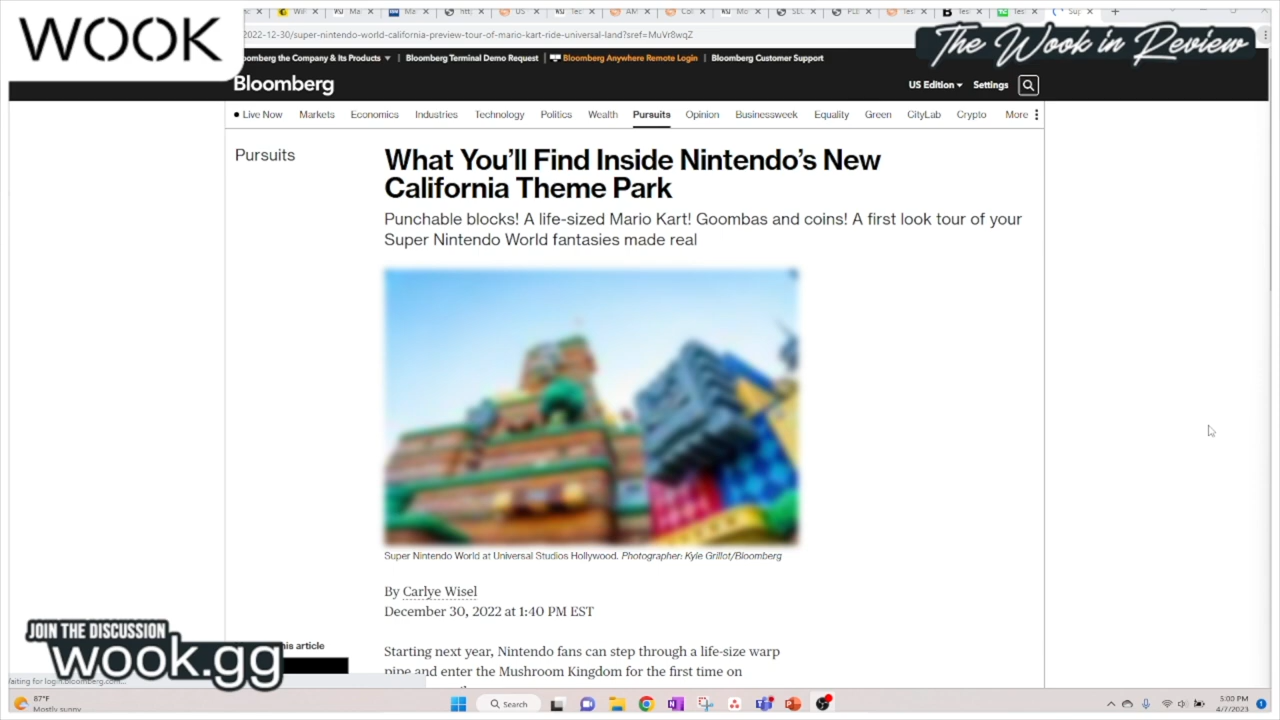 WOOK
The Wook in Review
2022-12-30/super-nintendo-world-california-preview-tour-of-mario-kart-ride-universal-land?sref=MuVr8wqZ
omberg the Company & Its Products | Bloomberg Terminal Demo Request | Bloomberg Anywhere Remote Login | Bloomberg Customer Support
Bloomberg
US Edition Settings
Live Now Markets Economics Industries Technology Politics Wealth Pursuits Opinion Businessweek Equality Green CityLab Crypto More
Pursuits
What You'll Find Inside Nintendo's New
California Theme Park
Punchable blocks! A life-sized Mario Kart! Goombas and coins! A first look tour of your
Super Nintendo World fantasies made real
Super Nintendo World at Universal Studios Hollywood. Photographer: Kyle Grillot/Bloomberg
By Carlye Wisel
December 30, 2022 at 1:40 PM EST
JOIN THE DISCUSSION
wook.gg
his article
Starting next year, Nintendo fans can step through a life-size warp
pipe and enter the Mushroom Kingdom for the first time on
aiting for login.bloomberg.com...
87°F
Mostly sunny
Search
5:00 PM
4/7/2023